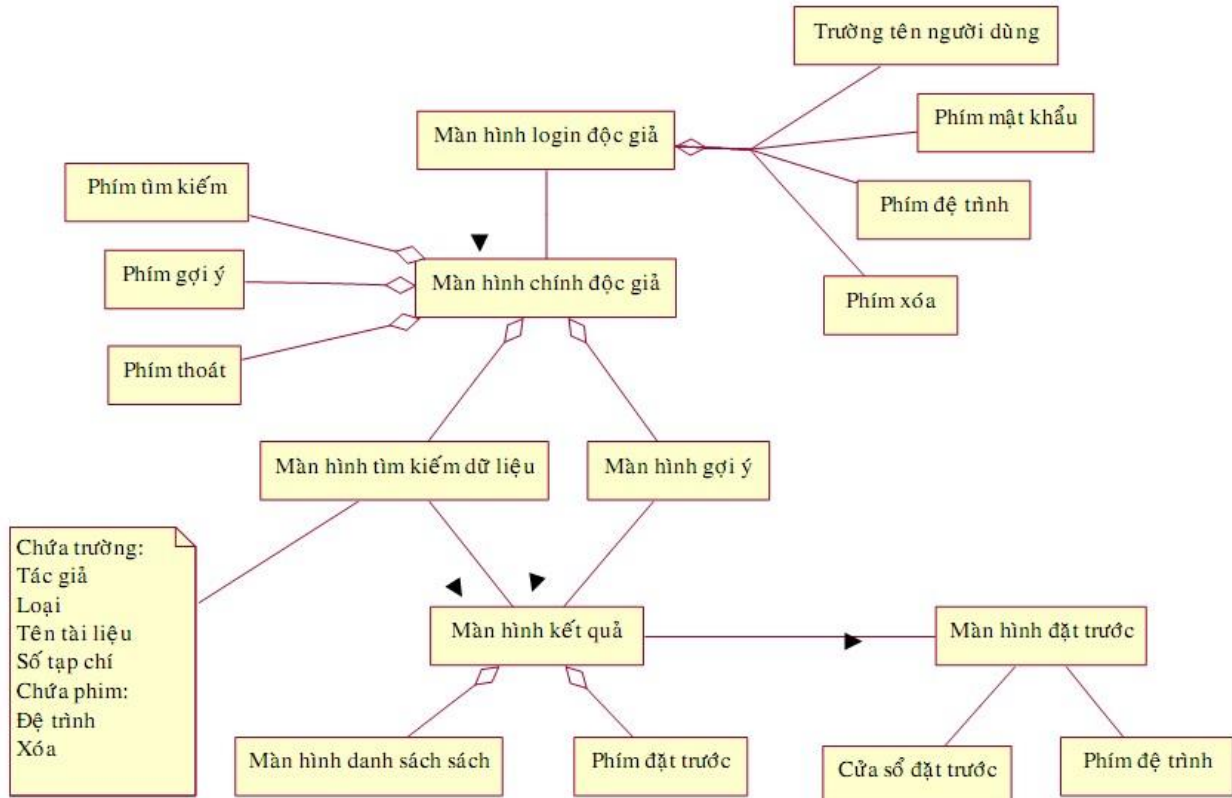 Trường tên người dùng
Màn hình login độc giả
Phím mật khẩu
Phím tìm kiếm
Phím đệ trình
Phím gợi ý
Màn hình chính độc giả
Phím xóa
Phím thoát
Màn hình tìm kiếm dữ liệu
Màn hình gợi ý
Chứa trường:
Tác giả
Loại
Tên tài liệu
Số tạp chí
Chứa phim:
Đệ trình
Xóa
Màn hình kết quả
Màn hình đặt trước
Màn hình danh sách sách
Phím đặt trước
Cửa sổ đặt trước
Phím đệ trình